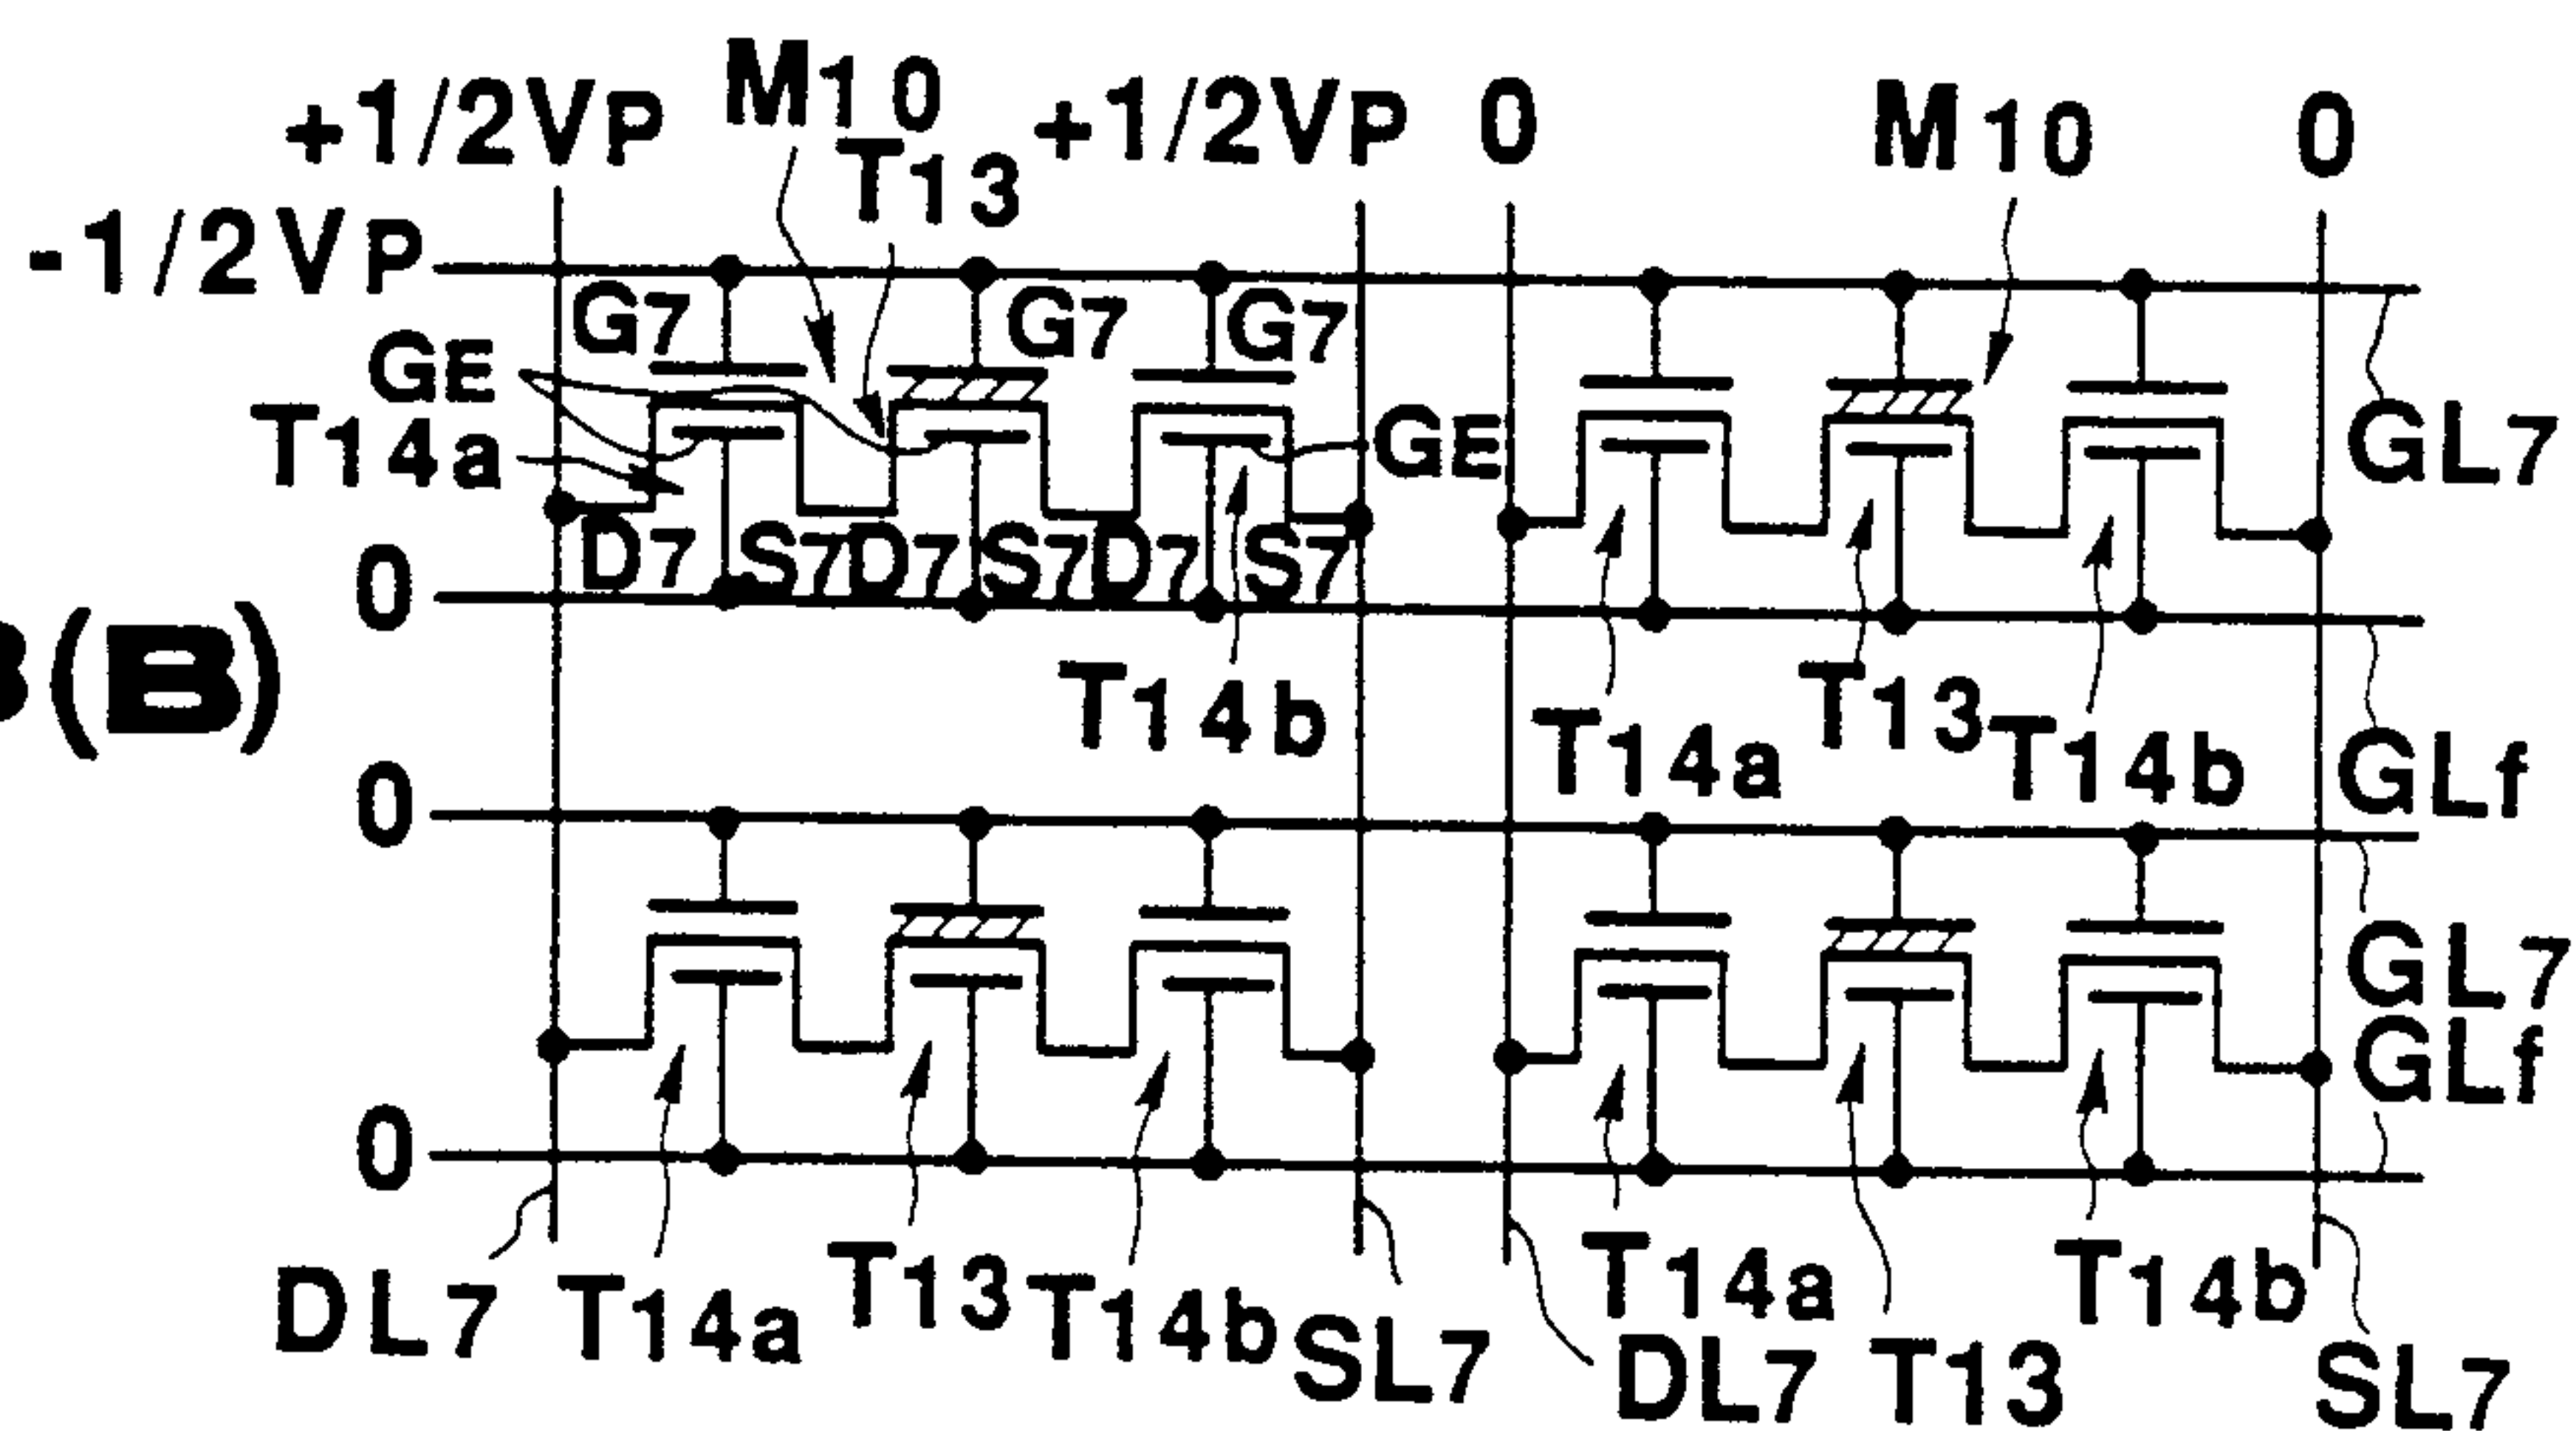 +1/2VP M10 +1/2VP 0 M10 0
T13
-1/2VP
G7 G7 G7
GE
T14a GE GL7
D7 S7 D7 S7 D7 S7
0
(B)
T14b T14a T13 T14b GLf
0
GL7
GLf
0
DL7 T14a T13 T14b SL7 T14a DL7 T13 T14b SL7